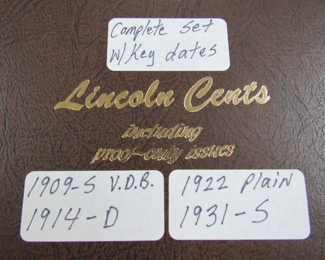 Complete Set
W/Key dates
Lincoln Cents
including
proof-only issues
1909-S V.D.B.
1914-D
1922 Plain
1931-S